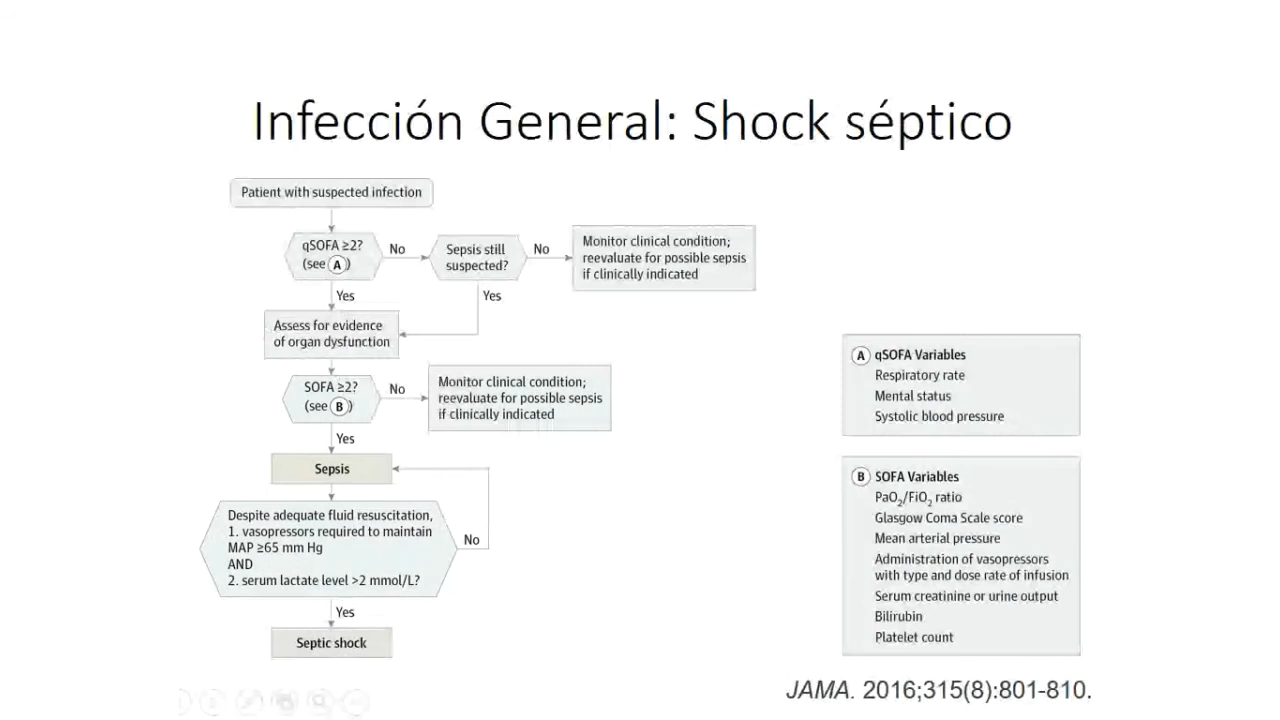 Infección General: Shock séptico
Patient with suspected infection
qSOFA ≥2?
(see A)
No
Sepsis still
suspected?
No
Monitor clinical condition;
reevaluate for possible sepsis
if clinically indicated
Yes
Yes
Assess for evidence
of organ dysfunction
SOFA ≥2?
(see B)
No
Monitor clinical condition;
reevaluate for possible sepsis
if clinically indicated
Yes
Sepsis
Despite adequate fluid resuscitation,
1. vasopressors required to maintain
MAP ≥65 mm Hg
AND
2. serum lactate level >2 mmol/L?
No
Yes
Septic shock
A qSOFA Variables
Respiratory rate
Mental status
Systolic blood pressure
B SOFA Variables
PaO₂/FiO₂ ratio
Glasgow Coma Scale score
Mean arterial pressure
Administration of vasopressors
with type and dose rate of infusion
Serum creatinine or urine output
Bilirubin
Platelet count
JAMA. 2016;315(8):801-810.